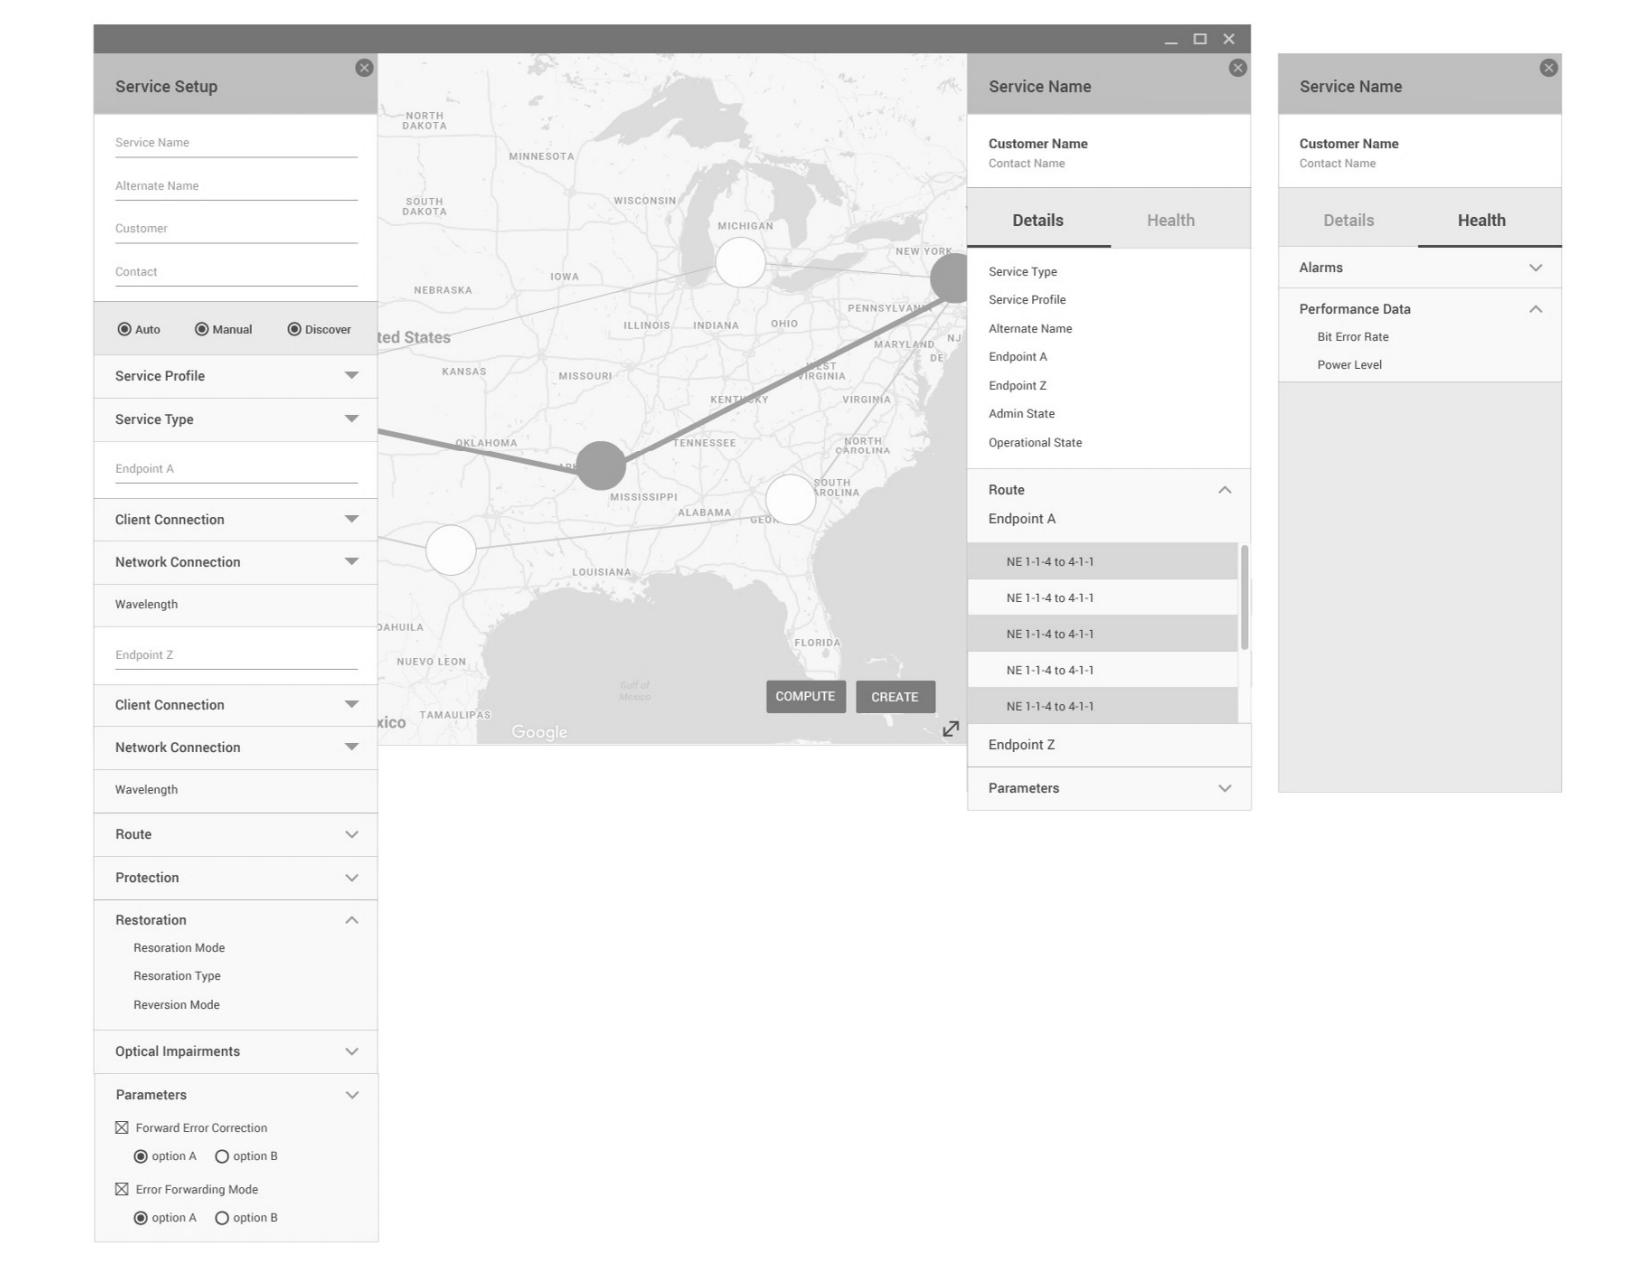 Service Setup
Service Name
Alternate Name
Customer
Contact
Auto
Manual
Discover
Service Profile
Service Type
Endpoint A
Client Connection
Network Connection
Wavelength
Endpoint Z
Client Connection
Network Connection
Wavelength
Route
Protection
Restoration
Resoration Mode
Resoration Type
Reversion Mode
Optical Impairments
Parameters
Forward Error Correction
option A
option B
Error Forwarding Mode
option A
option B
NORTH
DAKOTA
MINNESOTA
SOUTH
DAKOTA
WISCONSIN
MICHIGAN
NEW YORK
IOWA
NEBRASKA
PENNSYLVAN
ILLINOIS
INDIANA
OHIO
ted States
MARYLAND
NJ
DE
KANSAS
MISSOURI
WEST
VIRGINIA
KENTUCKY
VIRGINIA
OKLAHOMA
TENNESSEE
NORTH
CAROLINA
SOUTH
AROLINA
MISSISSIPPI
ALABAMA
LOUISIANA
OAHUILA
FLORIDA
NUEVO LEON
Gulf of
Mexico
TAMAULIPAS
xico
Google
COMPUTE
CREATE
Service Name
Customer Name
Contact Name
Details
Health
Service Type
Service Profile
Alternate Name
Endpoint A
Endpoint Z
Admin State
Operational State
Route
Endpoint A
NE 1-1-4 to 4-1-1
NE 1-1-4 to 4-1-1
NE 1-1-4 to 4-1-1
NE 1-1-4 to 4-1-1
NE 1-1-4 to 4-1-1
Endpoint Z
Parameters
Service Name
Customer Name
Contact Name
Details
Health
Alarms
Performance Data
Bit Error Rate
Power Level